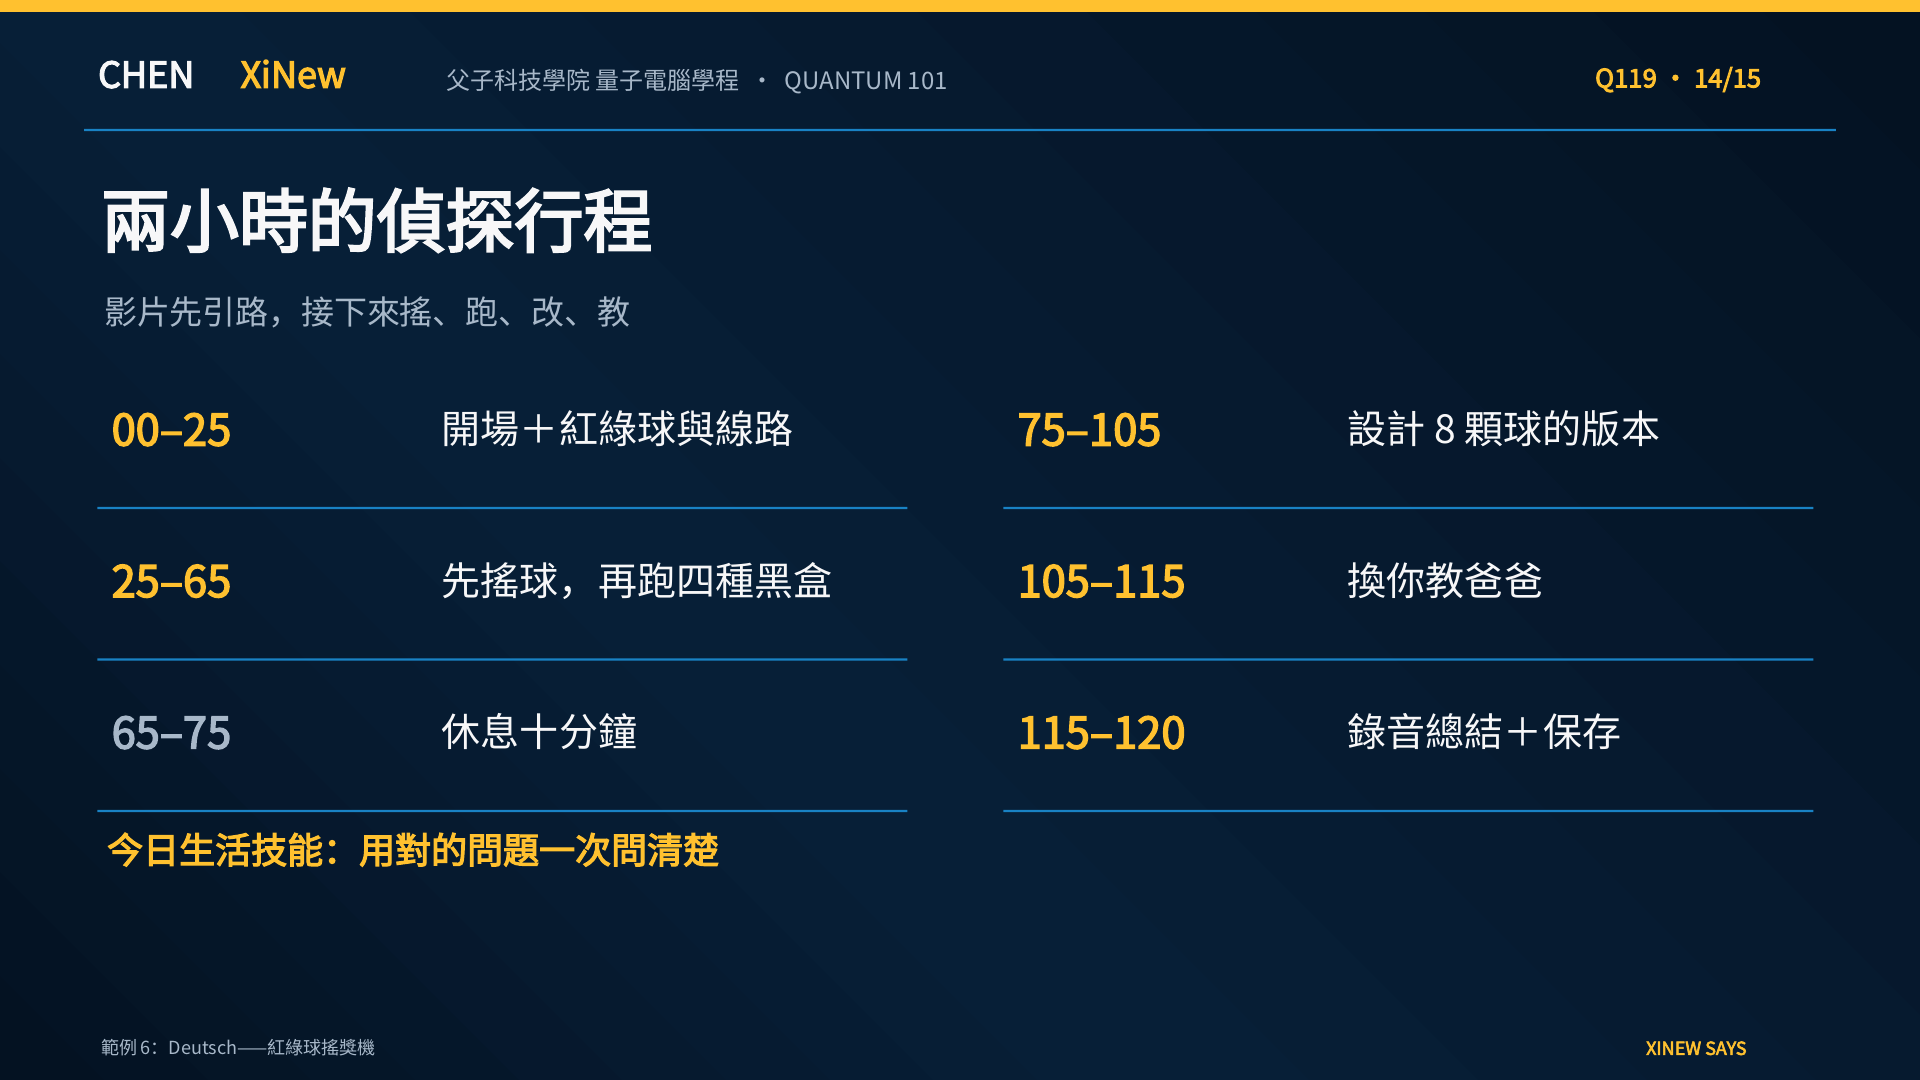 CHEN XiNew 父子科技學院 量子電腦學程 • QUANTUM 101 Q119 • 14/15
兩小時的偵探行程
影片先引路，接下來搖、跑、改、教
00–25 開場＋紅綠球與線路
25–65 先搖球，再跑四種黑盒
65–75 休息十分鐘
75–105 設計 8 顆球的版本
105–115 換你教爸爸
115–120 錄音總結＋保存
今日生活技能：用對的問題一次問清楚
範例 6：Deutsch——紅綠球搖獎機 XINEW SAYS